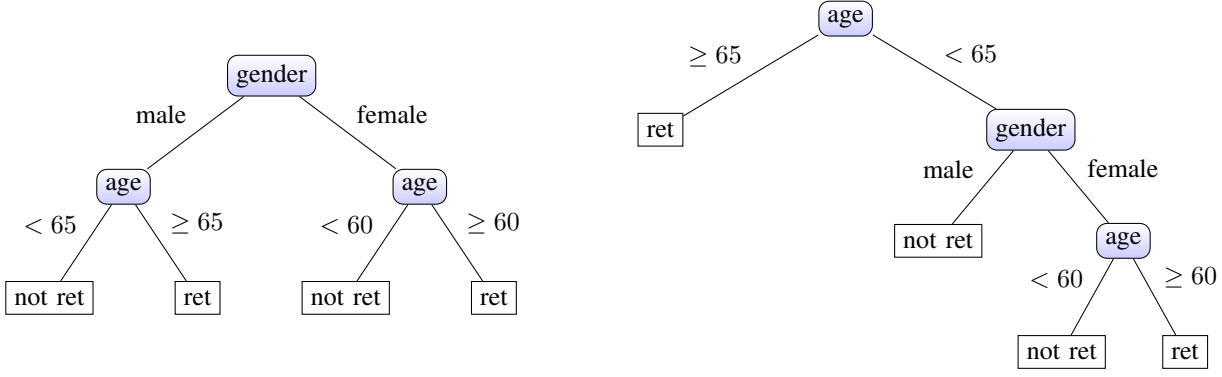 gender
male
female
age
age
< 65
≥ 65
< 60
≥ 60
not ret
ret
not ret
ret
age
≥ 65
< 65
ret
gender
male
female
not ret
age
< 60
≥ 60
not ret
ret